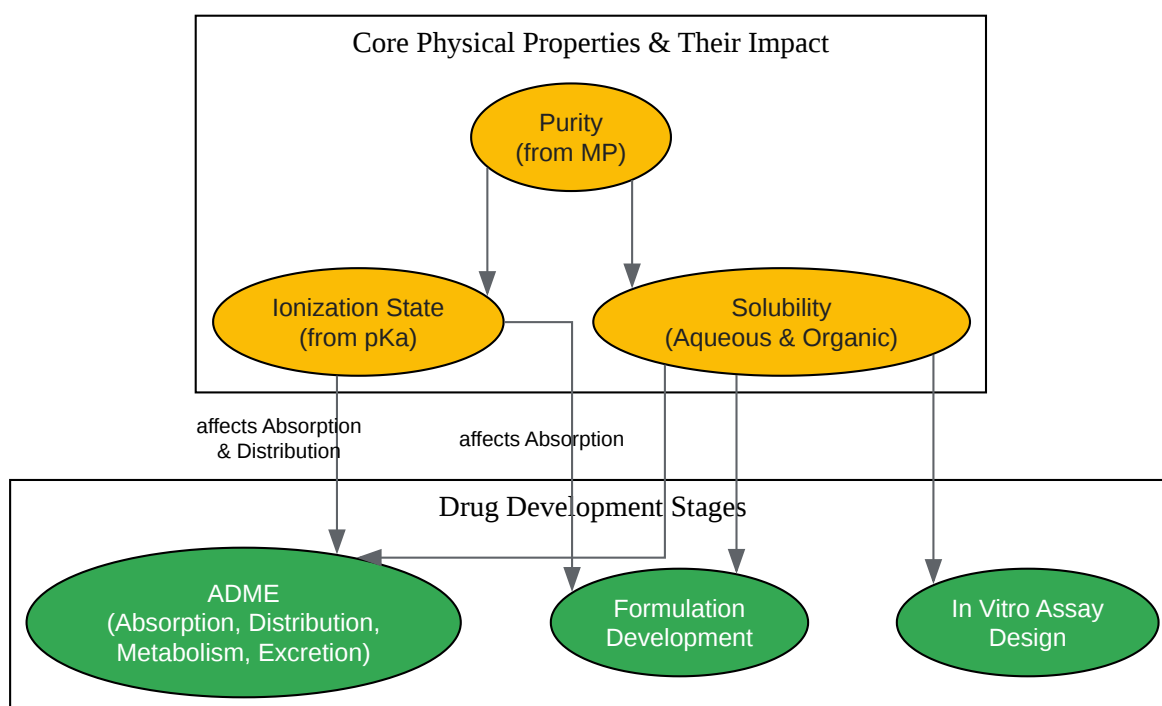 Core Physical Properties & Their Impact
Purity
(from MP)
Ionization State
(from pKa)
Solubility
(Aqueous & Organic)
affects Absorption
& Distribution
affects Absorption
Drug Development Stages
ADME
(Absorption, Distribution,
Metabolism, Excretion)
Formulation
Development
In Vitro Assay
Design